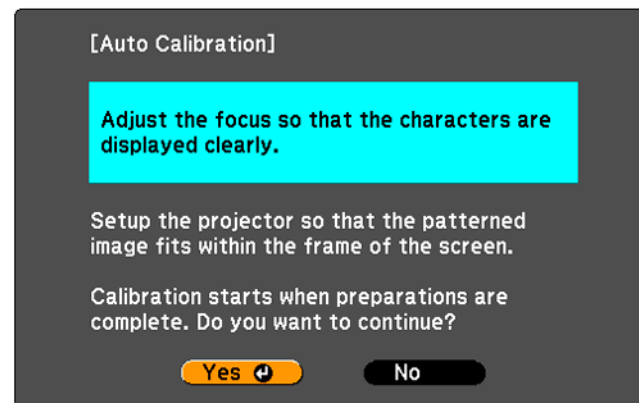 [Auto Calibration]
Adjust the focus so that the characters are
displayed clearly.
Setup the projector so that the patterned
image fits within the frame of the screen.
Calibration starts when preparations are
complete. Do you want to continue?
Yes
No